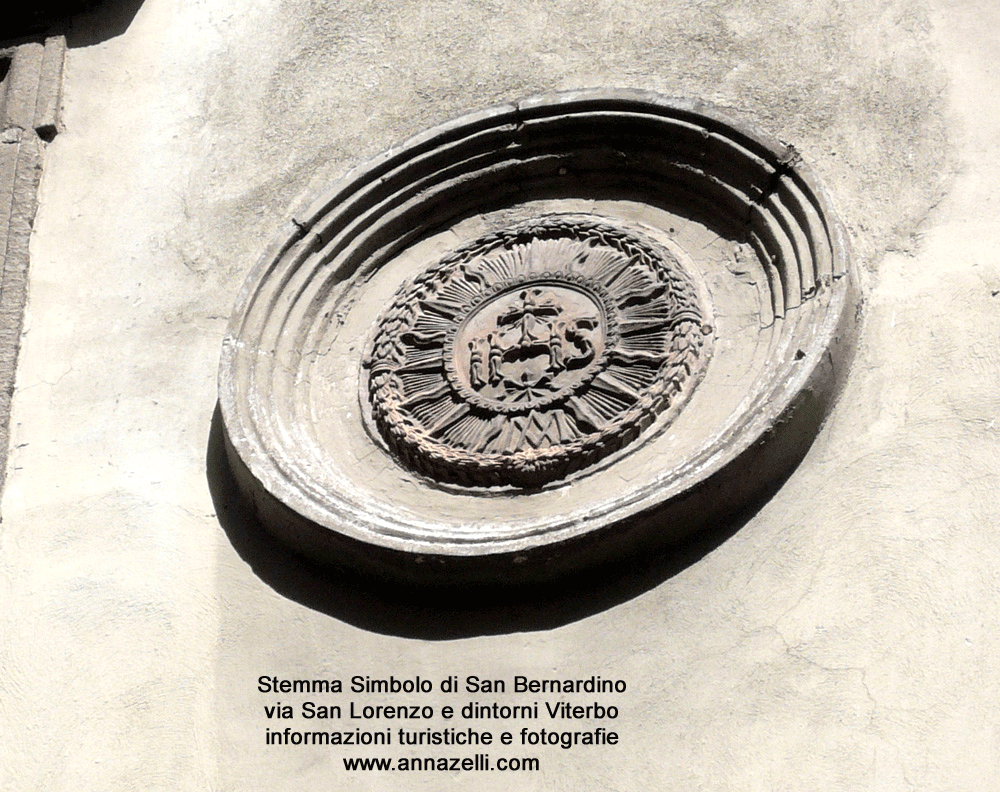 IHS
Stemma Simbolo di San Bernardino
via San Lorenzo e dintorni Viterbo
informazioni turistiche e fotografie
www.annazelli.com